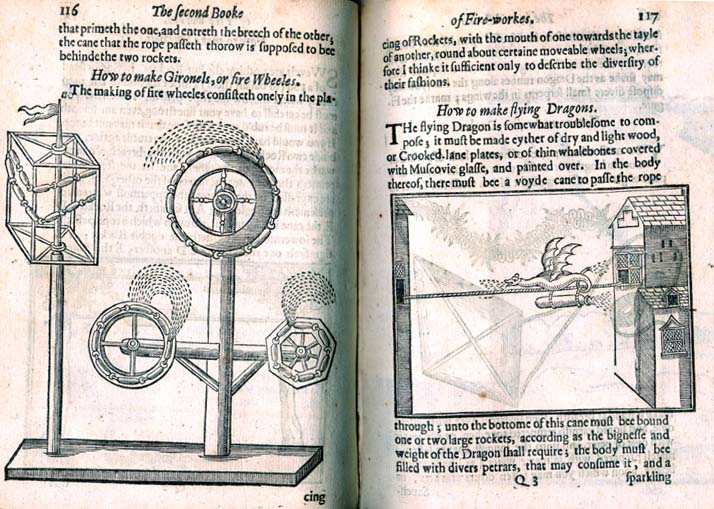 116 The second Booke
that primeth the one, and entreth the breech of the other;
the cane that the rope passeth thorow is supposed to bee
behinde the two rockets.
How to make Gironels, or fire Wheeles.
The making of fire wheeles consisteth onely in the pla-
cing
of Fire-workes. 117
cing of Rockets, with the mouth of one towards the tayle
of another, round about certaine moveable wheels; wher-
fore I thinke it sufficient only to describe the diversity of
their fashions.
How to make flying Dragons.
THe flying Dragon is somewhat troublesome to com-
pose; it must be made eyther of dry and light wood,
or Crooked-lane plates, or of thin whalebones covered
with Muscovie glasse, and painted over. In the body
thereof, there must bee a voyde cane to passe the rope
through; unto the bottome of this cane must bee bound
one or two large rockets, according as the bignesse and
weight of the Dragon shall require; the body must bee
filled with divers petrars, that may consume it, and a
Q 3 sparkling